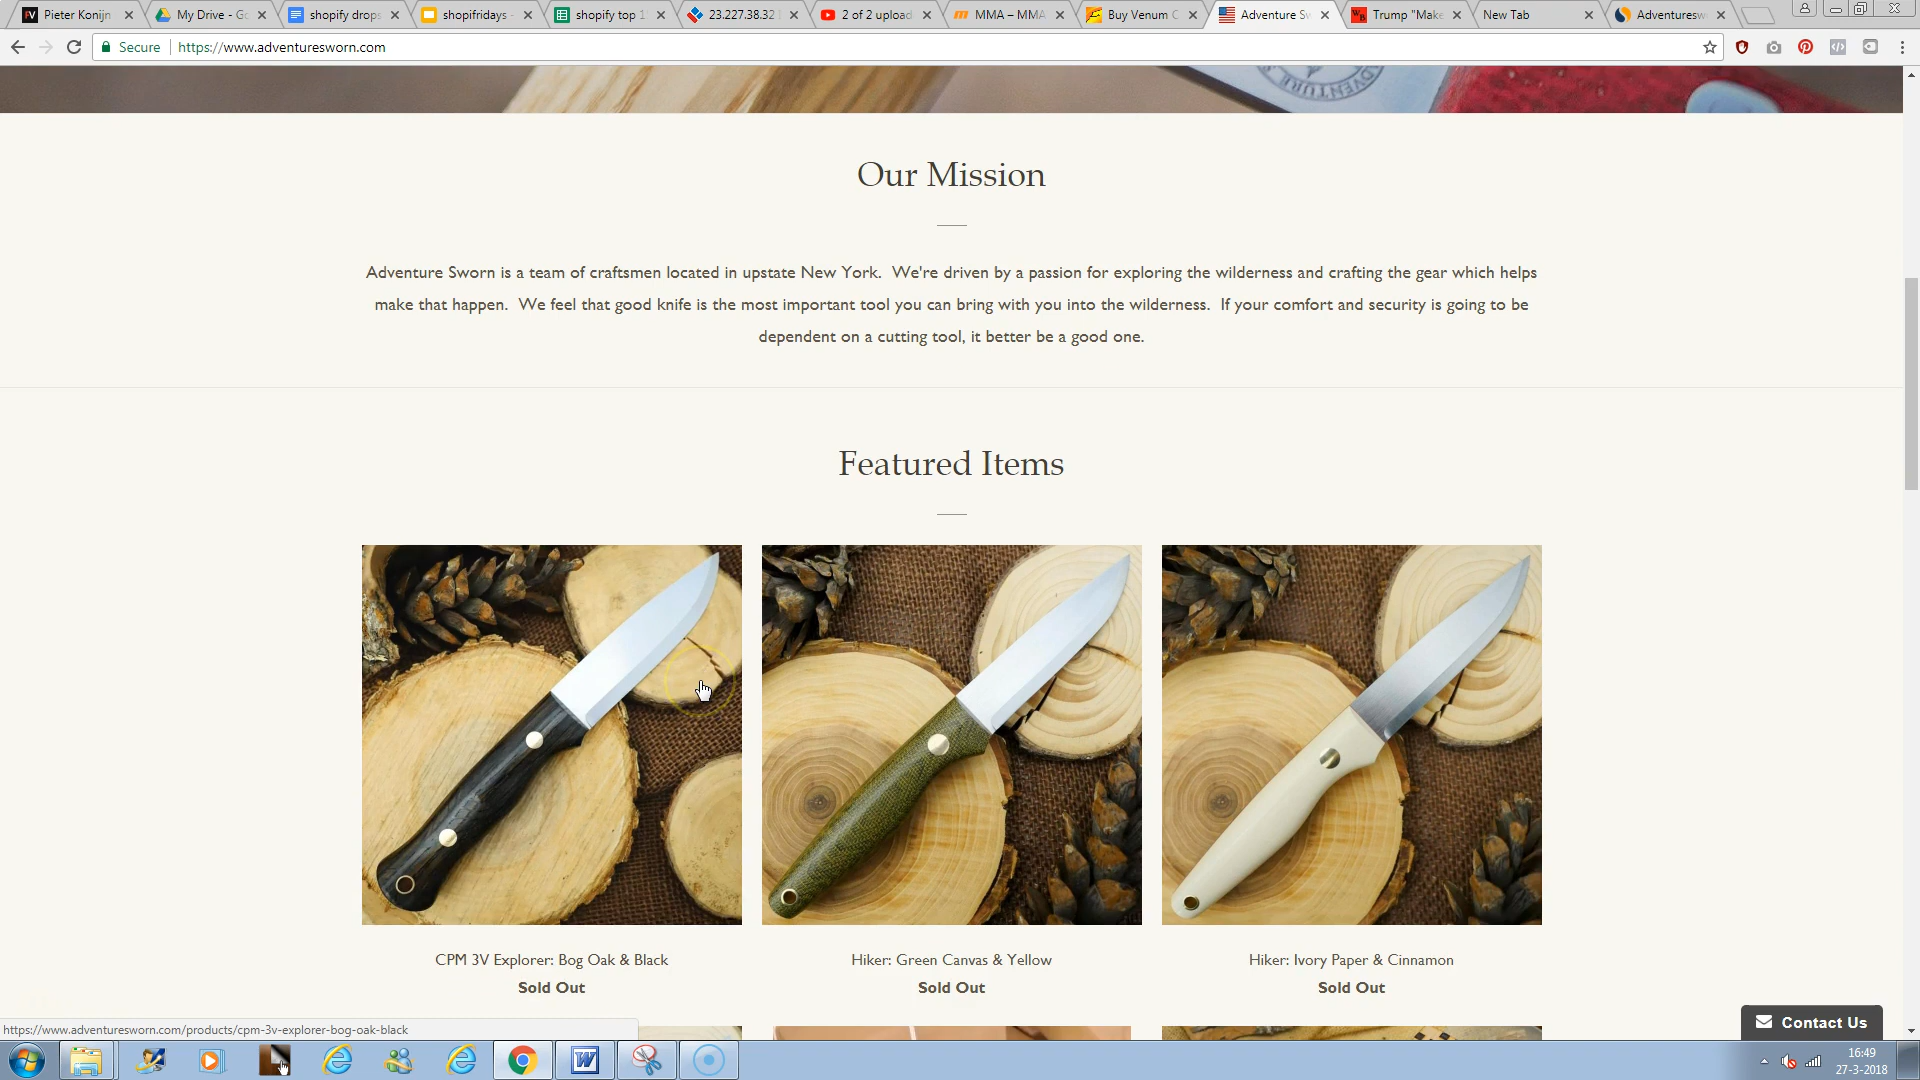 Pieter Konijn
My Drive - Go
shopify drops
shopifridays -
shopify top 1
23.227.38.32
2 of 2 upload
MMA – MMA
Buy Venum C
Adventure Sw
Trump "Make
New Tab
Adventuresw
Secure
https://www.adventuresworn.com
ADVENTURE
Our Mission
Adventure Sworn is a team of craftsmen located in upstate New York. We're driven by a passion for exploring the wilderness and crafting the gear which helps
make that happen. We feel that good knife is the most important tool you can bring with you into the wilderness. If your comfort and security is going to be
dependent on a cutting tool, it better be a good one.
Featured Items
CPM 3V Explorer: Bog Oak & Black
Sold Out
Hiker: Green Canvas & Yellow
Sold Out
Hiker: Ivory Paper & Cinnamon
Sold Out
Contact Us
https://www.adventuresworn.com/products/cpm-3v-explorer-bog-oak-black
16:49
27-3-2018